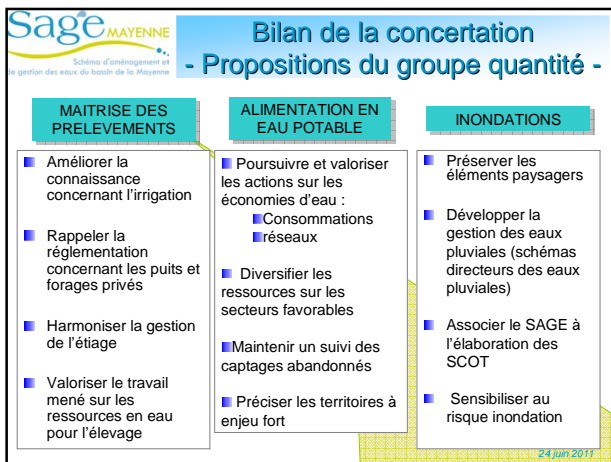 Sage MAYENNE
Schéma d'aménagement et
de gestion des eaux du bassin de la Mayenne
Bilan de la concertation
- Propositions du groupe quantité -
MAITRISE DES
PRELEVEMENTS
Améliorer la
connaissance
concernant l'irrigation
Rappeler la
réglementation
concernant les puits et
forages privés
Harmoniser la gestion
de l'étiage
Valoriser le travail
mené sur les
ressources en eau
pour l'élevage
ALIMENTATION EN
EAU POTABLE
Poursuivre et valoriser
les actions sur les
économies d'eau :
Consommations
réseaux
Diversifier les
ressources sur les
secteurs favorables
Maintenir un suivi des
captages abandonnés
Préciser les territoires à
enjeu fort
INONDATIONS
Préserver les
éléments paysagers
Développer la
gestion des eaux
pluviales (schémas
directeurs des eaux
pluviales)
Associer le SAGE à
l'élaboration des
SCOT
Sensibiliser au
risque inondation
24 juin 2011